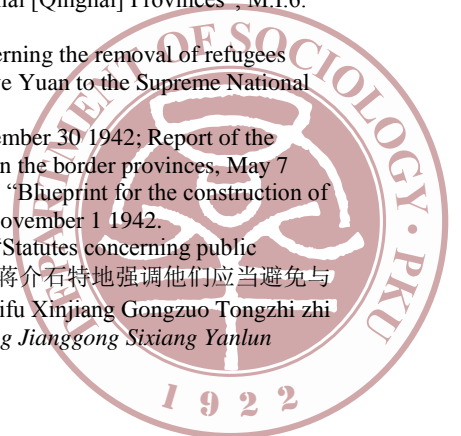 ai [Qinghai] Provinces", M.I.6.
erning the removal of refugees
ve Yuan to the Supreme National
ember 30 1942; Report of the
n the border provinces, May 7
“Blueprint for the construction of
ovember 1 1942.
“Statutes concerning public
蒋介石特地强调他们应当避免与
ifu Xinjiang Gongzuo Tongzhi zhi
g Jianggong Sixiang Yanlun
DEPARTMENT OF SOCIOLOGY · PKU
1922